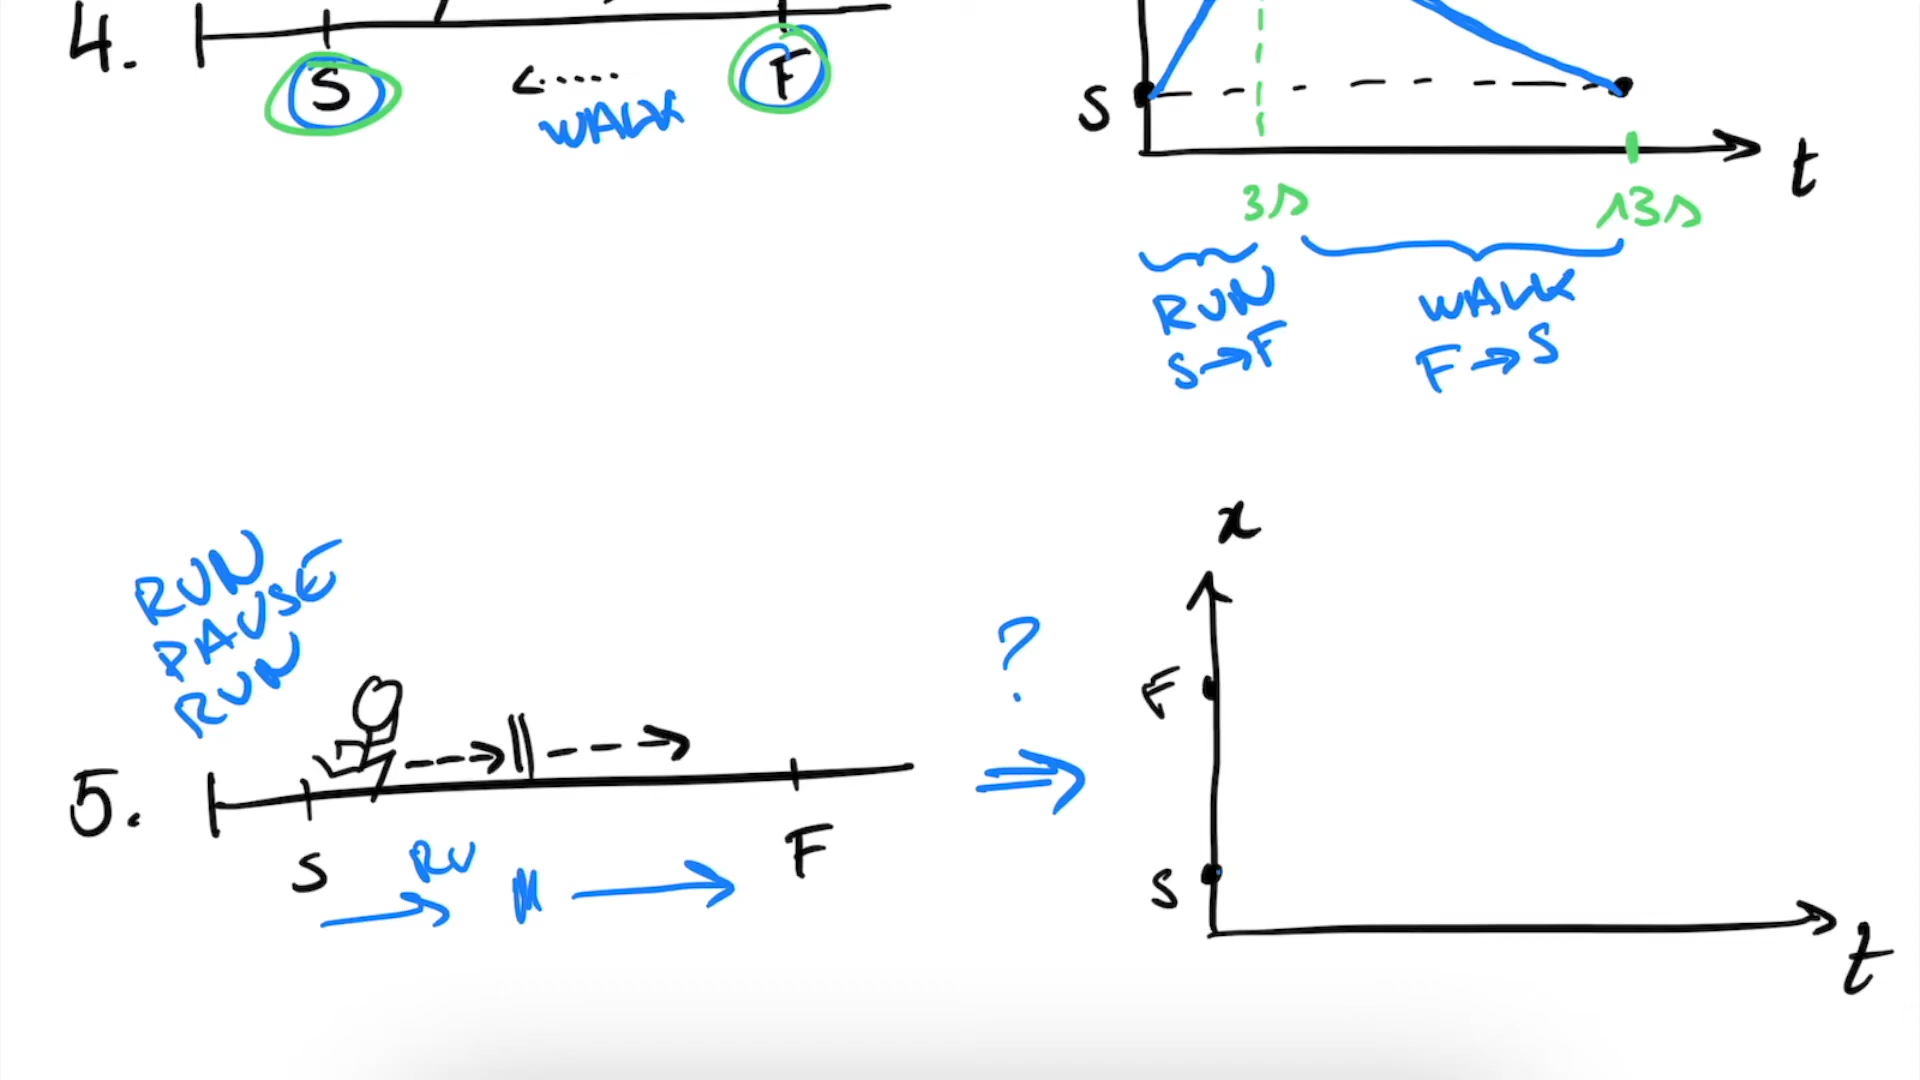 4.
S
F
WALK
S
t
3s
13s
RUN
S→F
WALK
F→S
RUN
PAUSE
RUN
5.
S
RU
M
F
?
x
F
S
t